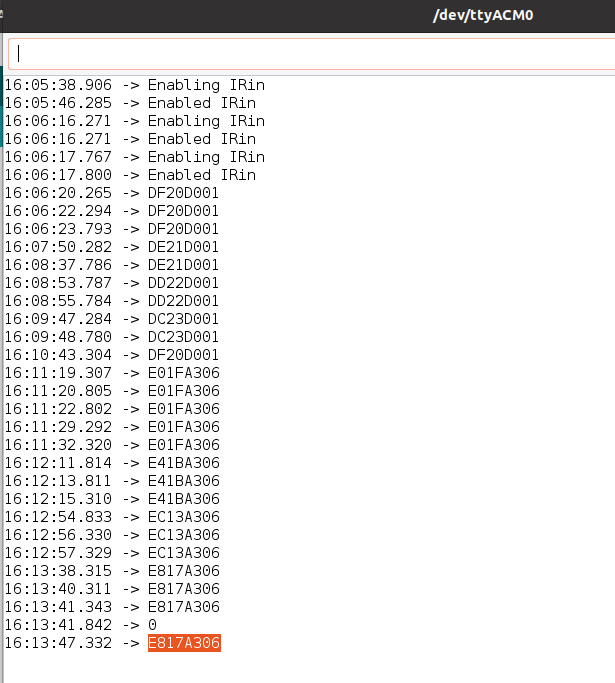 /dev/ttyACM0
16:05:38.906 -> Enabling IRin
16:05:46.285 -> Enabled IRin
16:06:16.271 -> Enabling IRin
16:06:16.271 -> Enabled IRin
16:06:17.767 -> Enabling IRin
16:06:17.800 -> Enabled IRin
16:06:20.265 -> DF20D001
16:06:22.294 -> DF20D001
16:06:23.793 -> DF20D001
16:07:50.282 -> DE21D001
16:08:37.786 -> DE21D001
16:08:53.787 -> DD22D001
16:08:55.784 -> DD22D001
16:09:47.284 -> DC23D001
16:09:48.780 -> DC23D001
16:10:43.304 -> DF20D001
16:11:19.307 -> E01FA306
16:11:20.805 -> E01FA306
16:11:22.802 -> E01FA306
16:11:29.292 -> E01FA306
16:11:32.320 -> E01FA306
16:12:11.814 -> E41BA306
16:12:13.811 -> E41BA306
16:12:15.310 -> E41BA306
16:12:54.833 -> EC13A306
16:12:56.330 -> EC13A306
16:12:57.329 -> EC13A306
16:13:38.315 -> E817A306
16:13:40.311 -> E817A306
16:13:41.343 -> E817A306
16:13:41.842 -> 0
16:13:47.332 -> E817A306